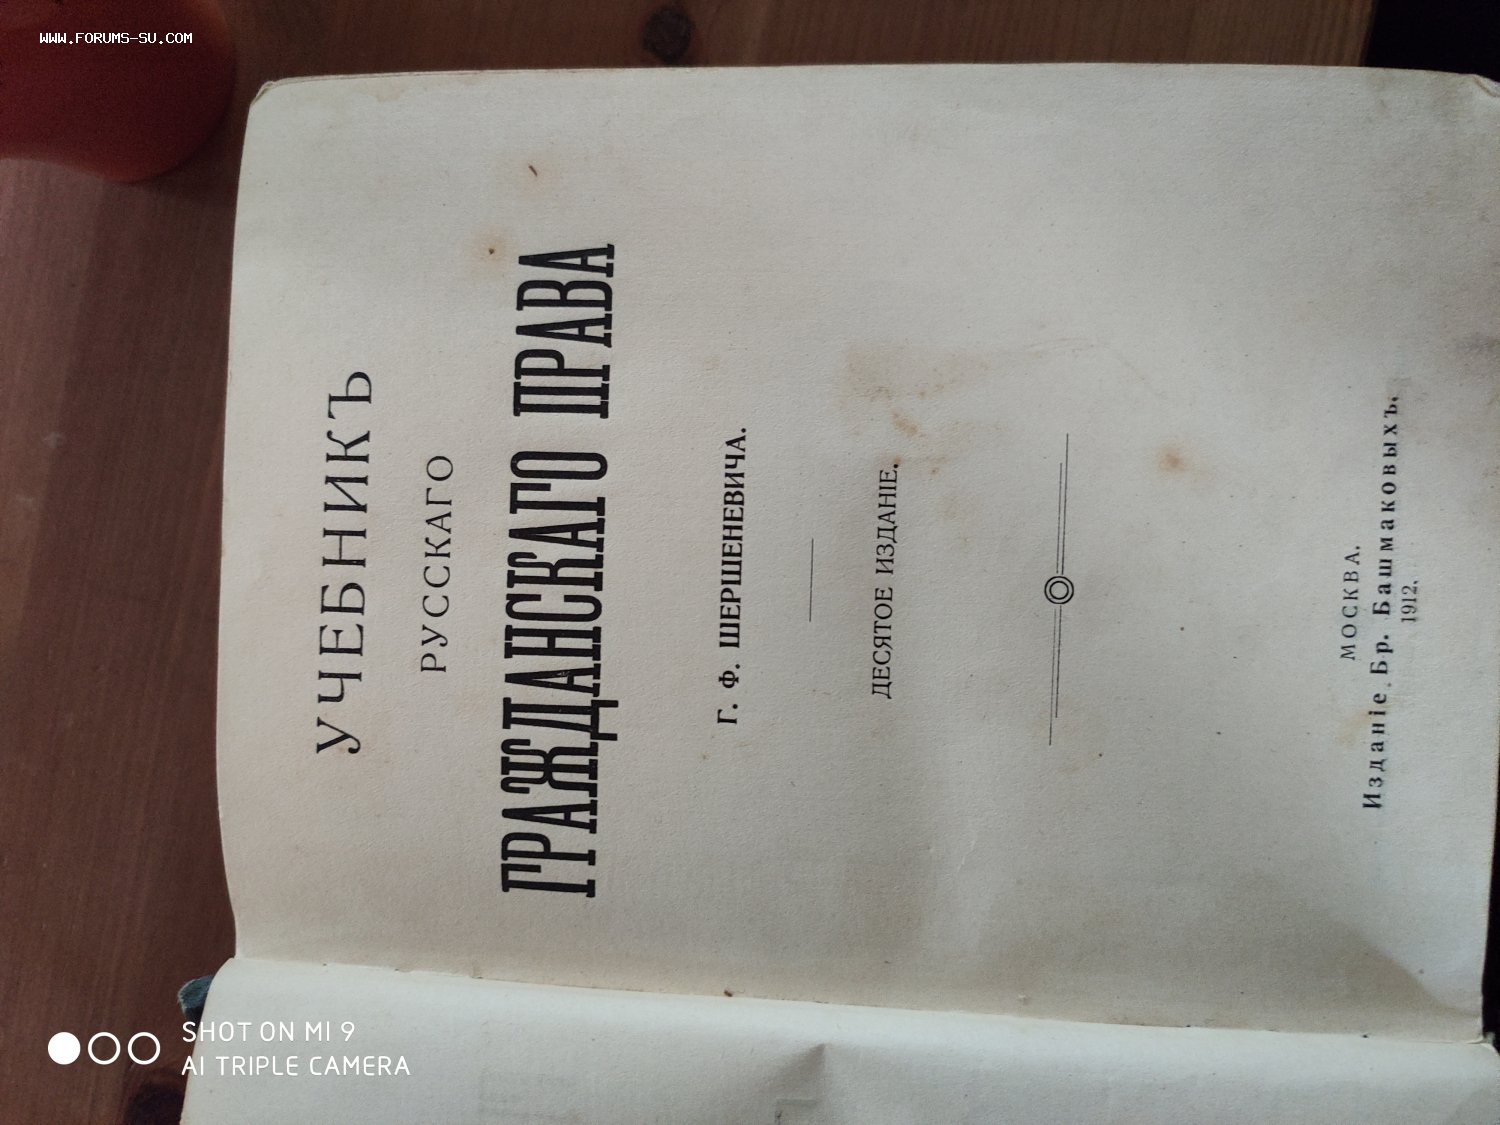 WWW.FORUMS-SU.COM
УЧЕБНИКЪ
РУССКАГО
ГРАЖДАНСКАГО ПРАВА
Г. Ф. ШЕРШЕНЕВИЧА.
ДЕСЯТОЕ ИЗДАНІЕ.
МОСКВА.
Изданіе Бр. Башмаковыхъ.
1912.
SHOT ON MI 9
AI TRIPLE CAMERA